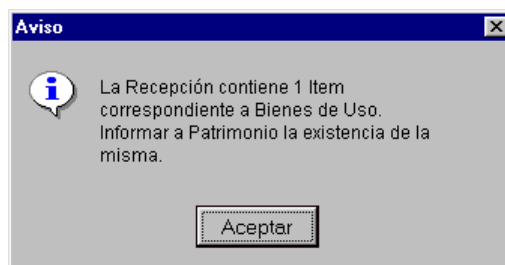 Aviso
La Recepción contiene 1 Item
correspondiente a Bienes de Uso.
Informar a Patrimonio la existencia de la
misma.
Aceptar